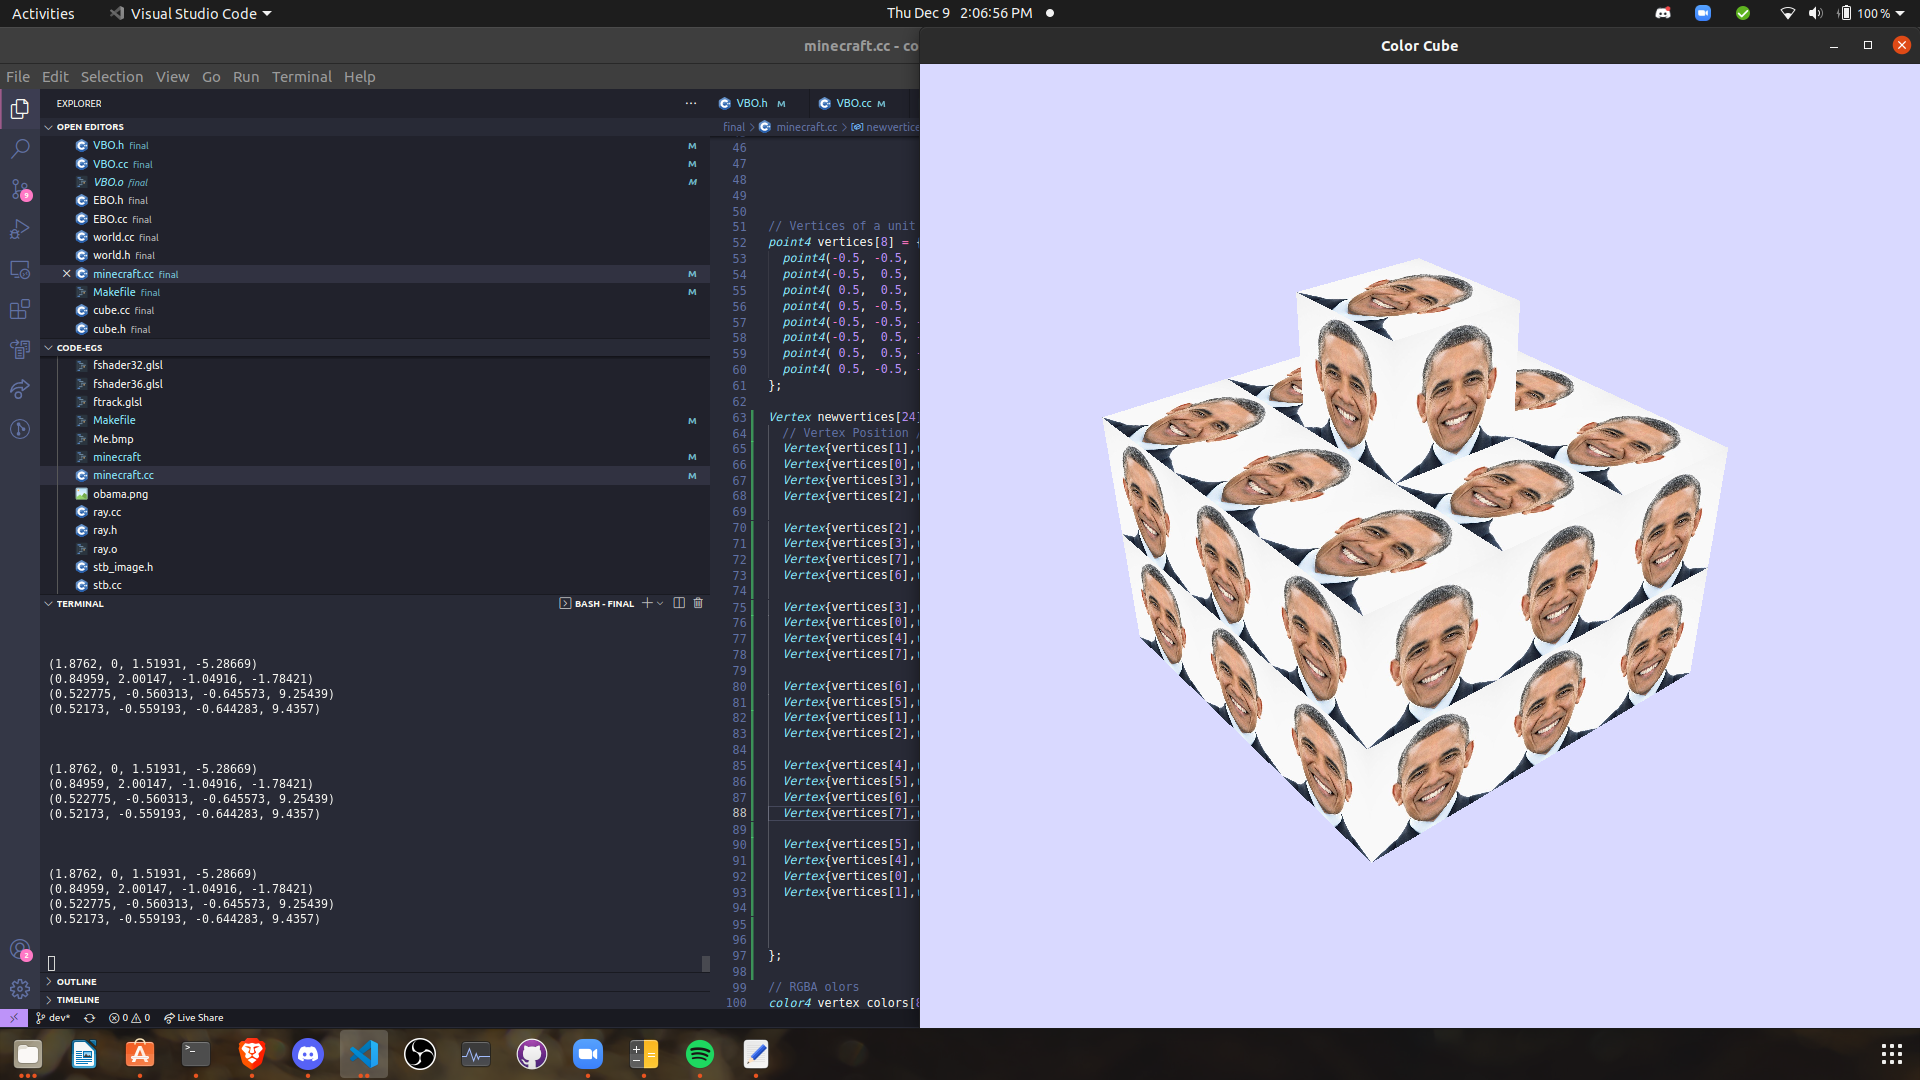 Activities
Visual Studio Code
Thu Dec 9 2:06:56 PM
100 %
minecraft.cc - co
Color Cube
File Edit Selection View Go Run Terminal Help
EXPLORER
OPEN EDITORS
VBO.h final M
VBO.cc final M
VBO.o final M
EBO.h final
EBO.cc final
world.cc final
world.h final
minecraft.cc final M
Makefile final M
cube.cc final
cube.h final
CODE-EGS
fshader32.glsl
fshader36.glsl
ftrack.glsl
Makefile M
Me.bmp
minecraft M
minecraft.cc M
obama.png
ray.cc
ray.h
ray.o
stb_image.h
stb.cc
TERMINAL
BASH - FINAL
(1.8762, 0, 1.51931, -5.28669)
(0.84959, 2.00147, -1.04916, -1.78421)
(0.522775, -0.560313, -0.645573, 9.25439)
(0.52173, -0.559193, -0.644283, 9.4357)
(1.8762, 0, 1.51931, -5.28669)
(0.84959, 2.00147, -1.04916, -1.78421)
(0.522775, -0.560313, -0.645573, 9.25439)
(0.52173, -0.559193, -0.644283, 9.4357)
(1.8762, 0, 1.51931, -5.28669)
(0.84959, 2.00147, -1.04916, -1.78421)
(0.522775, -0.560313, -0.645573, 9.25439)
(0.52173, -0.559193, -0.644283, 9.4357)
OUTLINE
TIMELINE
dev* 0 0 Live Share
VBO.h M VBO.cc M
final > minecraft.cc > newvertice
46
47
48
49
50
51 // Vertices of a unit
52 point4 vertices[8] = {
53 point4(-0.5, -0.5,
54 point4(-0.5, 0.5,
55 point4( 0.5, 0.5,
56 point4( 0.5, -0.5,
57 point4(-0.5, -0.5, -
58 point4(-0.5, 0.5, -
59 point4( 0.5, 0.5, -
60 point4( 0.5, -0.5, -
61 };
62
63 Vertex newvertices[24]
64 // Vertex Position /
65 Vertex{vertices[1],
66 Vertex{vertices[0],
67 Vertex{vertices[3],
68 Vertex{vertices[2],
69
70 Vertex{vertices[2],
71 Vertex{vertices[3],
72 Vertex{vertices[7],
73 Vertex{vertices[6],
74
75 Vertex{vertices[3],
76 Vertex{vertices[0],
77 Vertex{vertices[4],
78 Vertex{vertices[7],
79
80 Vertex{vertices[6],
81 Vertex{vertices[5],
82 Vertex{vertices[1],
83 Vertex{vertices[2],
84
85 Vertex{vertices[4],
86 Vertex{vertices[5],
87 Vertex{vertices[6],
88 Vertex{vertices[7],
89
90 Vertex{vertices[5],
91 Vertex{vertices[4],
92 Vertex{vertices[0],
93 Vertex{vertices[1],
94
95
96
97 };
98
99 // RGBA olors
100 color4 vertex_colors[8